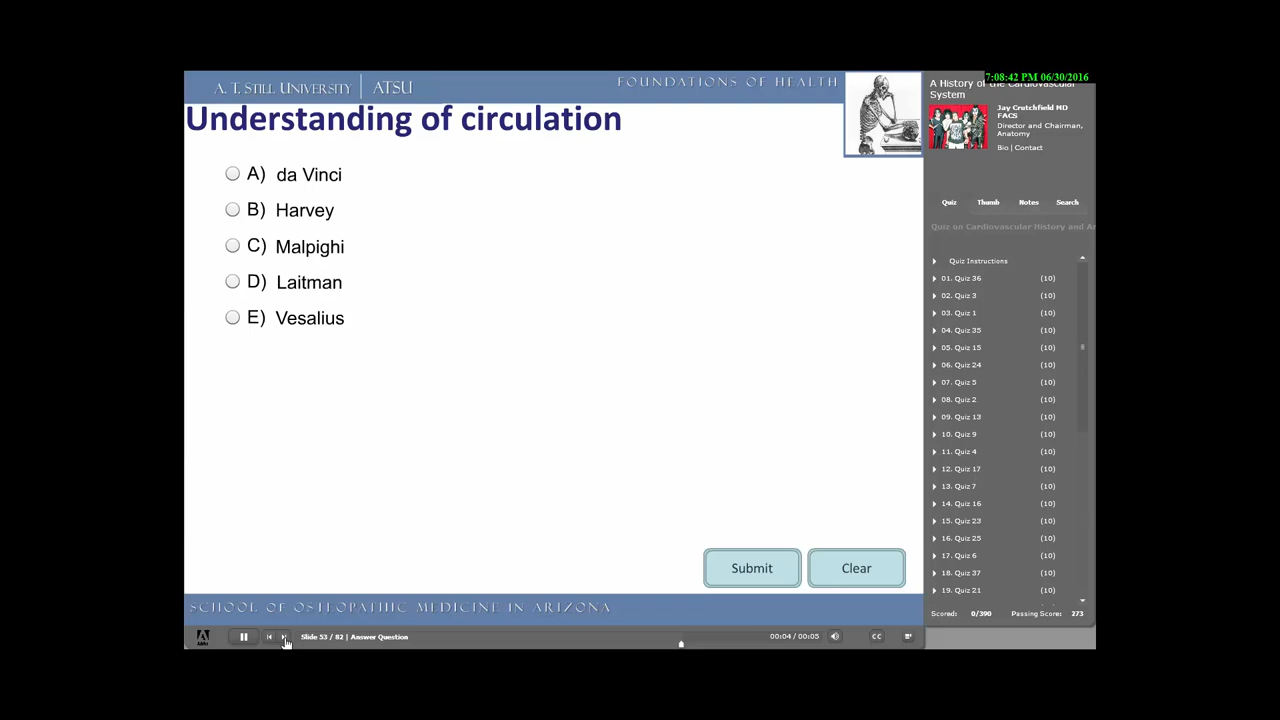 A. T. STILL UNIVERSITY | ATSU
FOUNDATIONS OF HEALTH
Understanding of circulation
A) da Vinci
B) Harvey
C) Malpighi
D) Laitman
E) Vesalius
Submit
Clear
SCHOOL OF OSTEOPATHIC MEDICINE IN ARIZONA
Slide 53 / 82 | Answer Question
00:04 / 00:05
CC
7:08:42 PM 06/30/2016
A History of the Cardiovascular
System
Jay Crutchfield MD
FACS
Director and Chairman,
Anatomy
Bio | Contact
Quiz Thumb Notes Search
Quiz on Cardiovascular History and
Quiz Instructions
01. Quiz 36 (10)
02. Quiz 3 (10)
03. Quiz 1 (10)
04. Quiz 35 (10)
05. Quiz 15 (10)
06. Quiz 24 (10)
07. Quiz 5 (10)
08. Quiz 2 (10)
09. Quiz 13 (10)
10. Quiz 9 (10)
11. Quiz 4 (10)
12. Quiz 17 (10)
13. Quiz 7 (10)
14. Quiz 16 (10)
15. Quiz 23 (10)
16. Quiz 25 (10)
17. Quiz 6 (10)
18. Quiz 37 (10)
19. Quiz 21 (10)
Scored: 0/390 Passing Score: 273